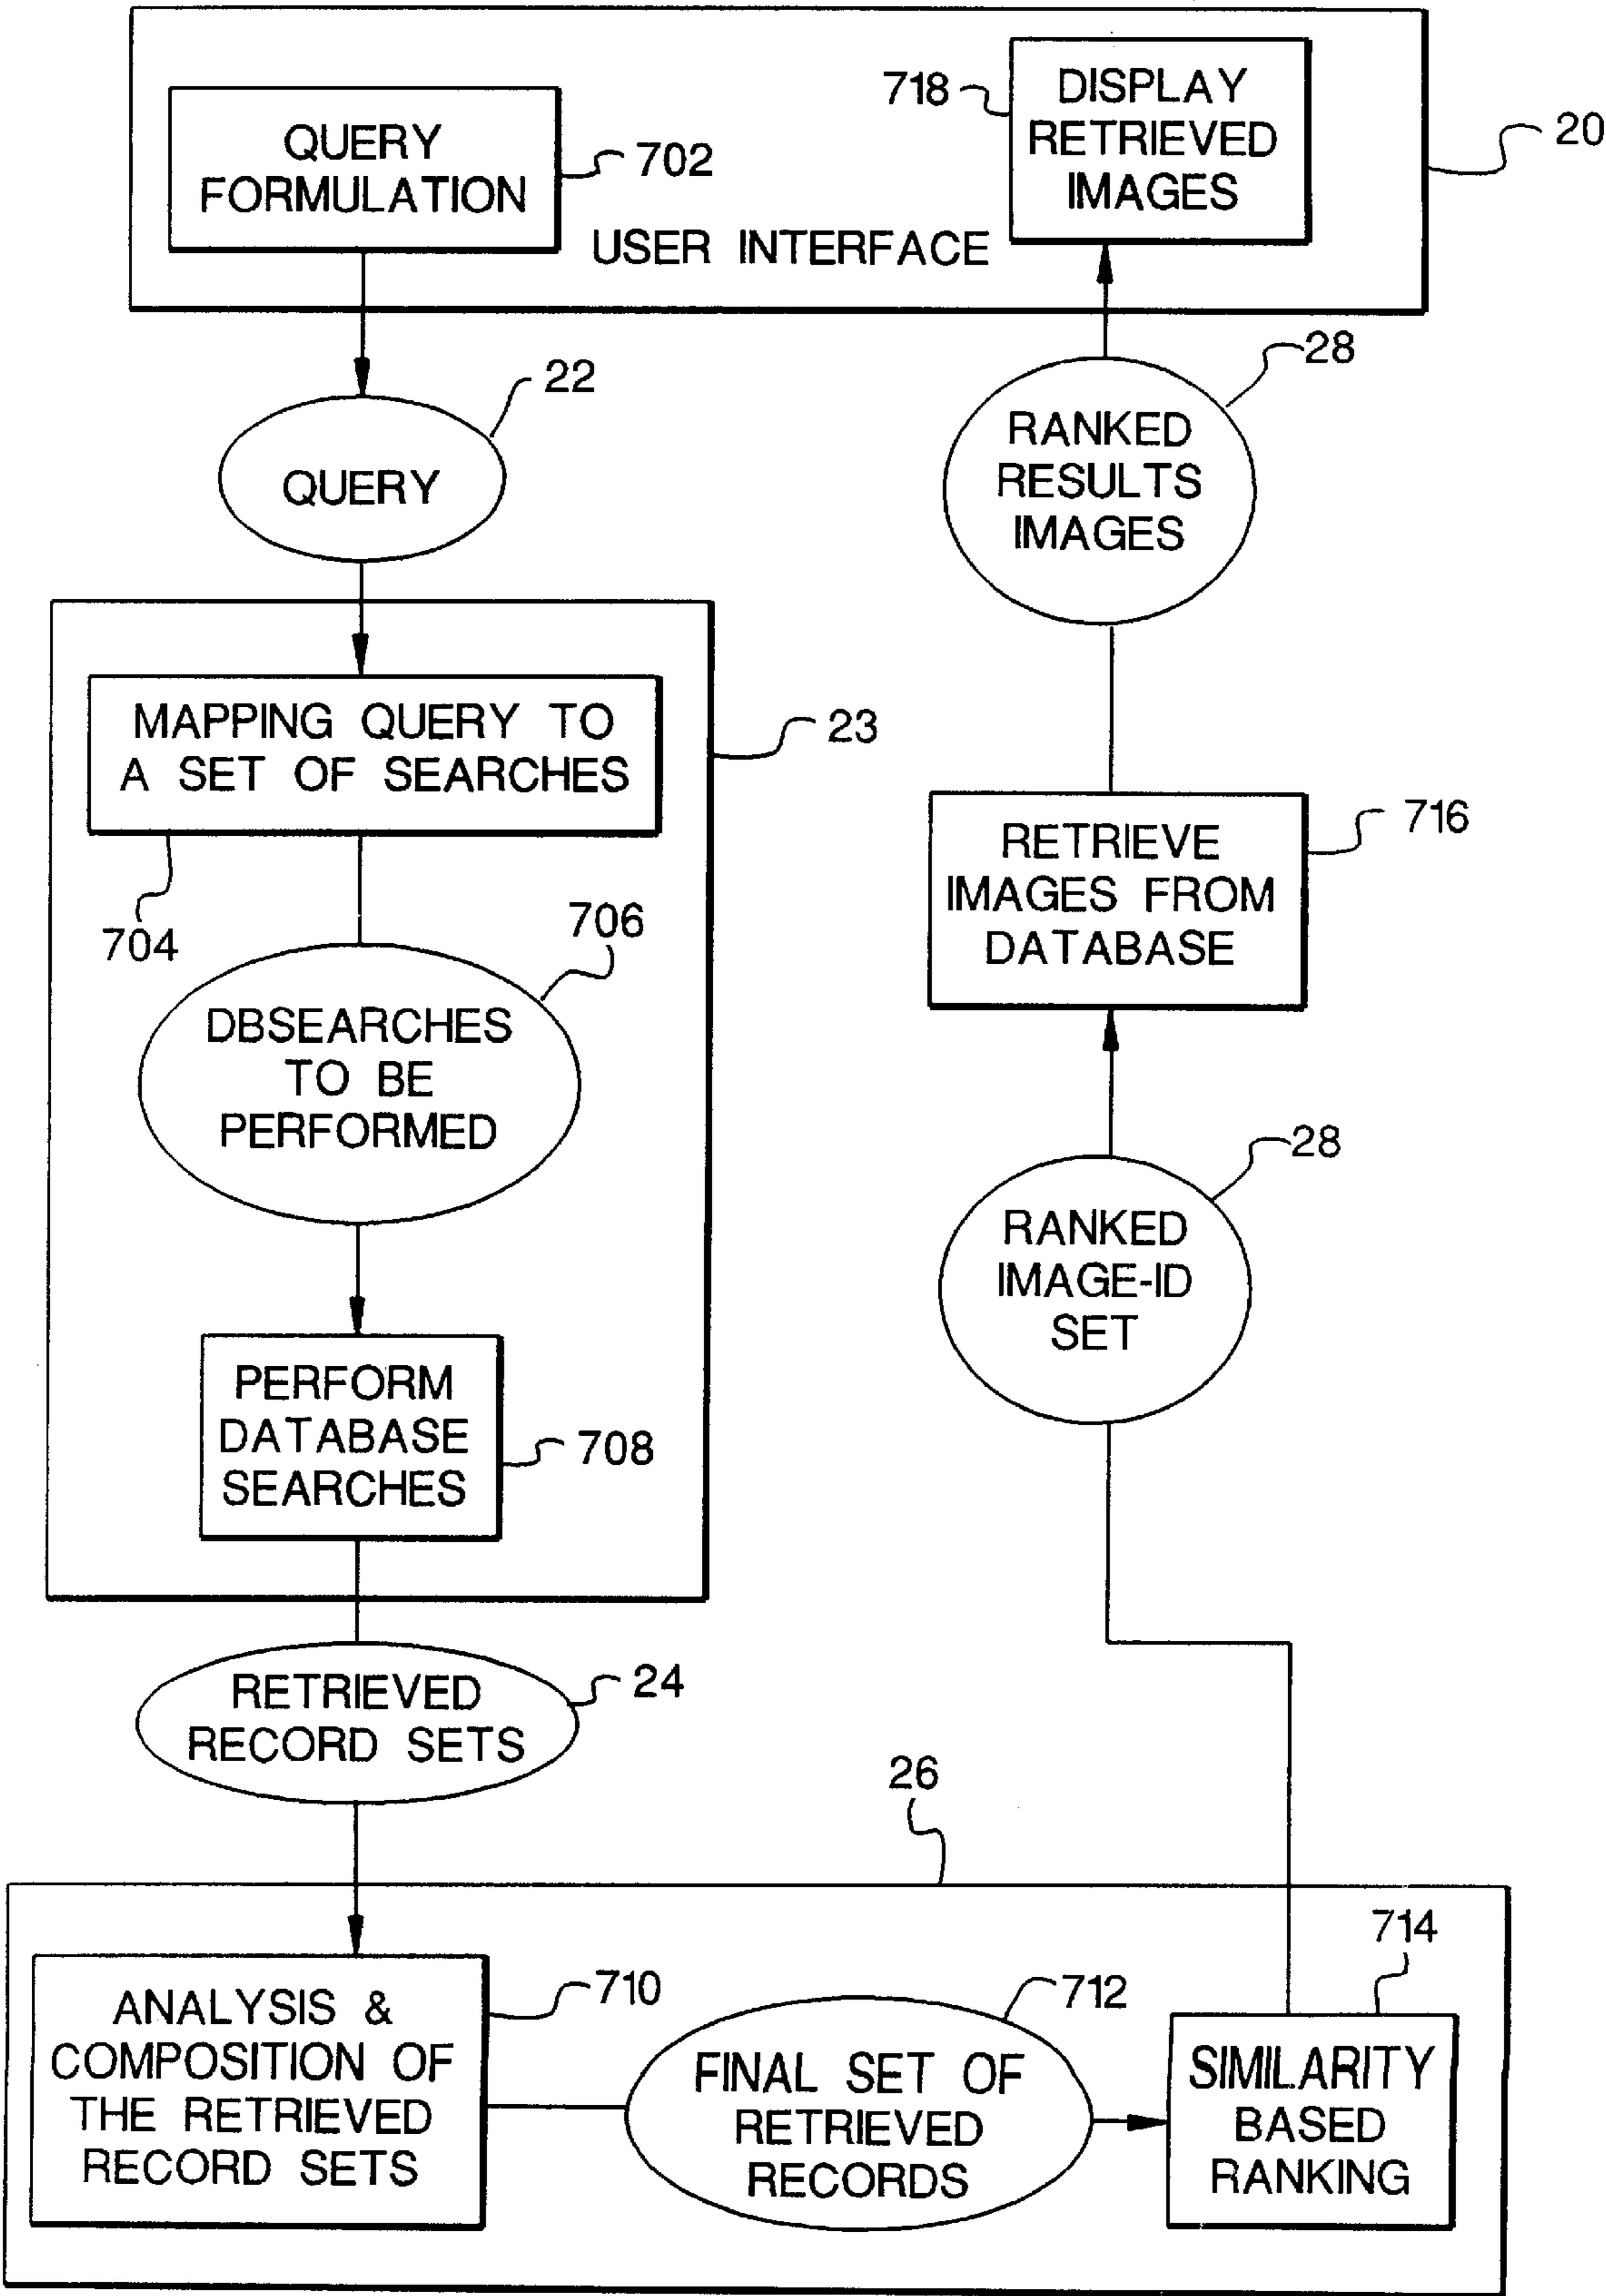 QUERY
FORMULATION
702
USER INTERFACE
718
DISPLAY
RETRIEVED
IMAGES
20
22
QUERY
28
RANKED
RESULTS
IMAGES
MAPPING QUERY TO
A SET OF SEARCHES
23
704
706
DBSEARCHES
TO BE
PERFORMED
PERFORM
DATABASE
SEARCHES
708
716
RETRIEVE
IMAGES FROM
DATABASE
28
RANKED
IMAGE-ID
SET
RETRIEVED
RECORD SETS
24
26
ANALYSIS &
COMPOSITION OF
THE RETRIEVED
RECORD SETS
710
712
FINAL SET OF
RETRIEVED
RECORDS
714
SIMILARITY
BASED
RANKING